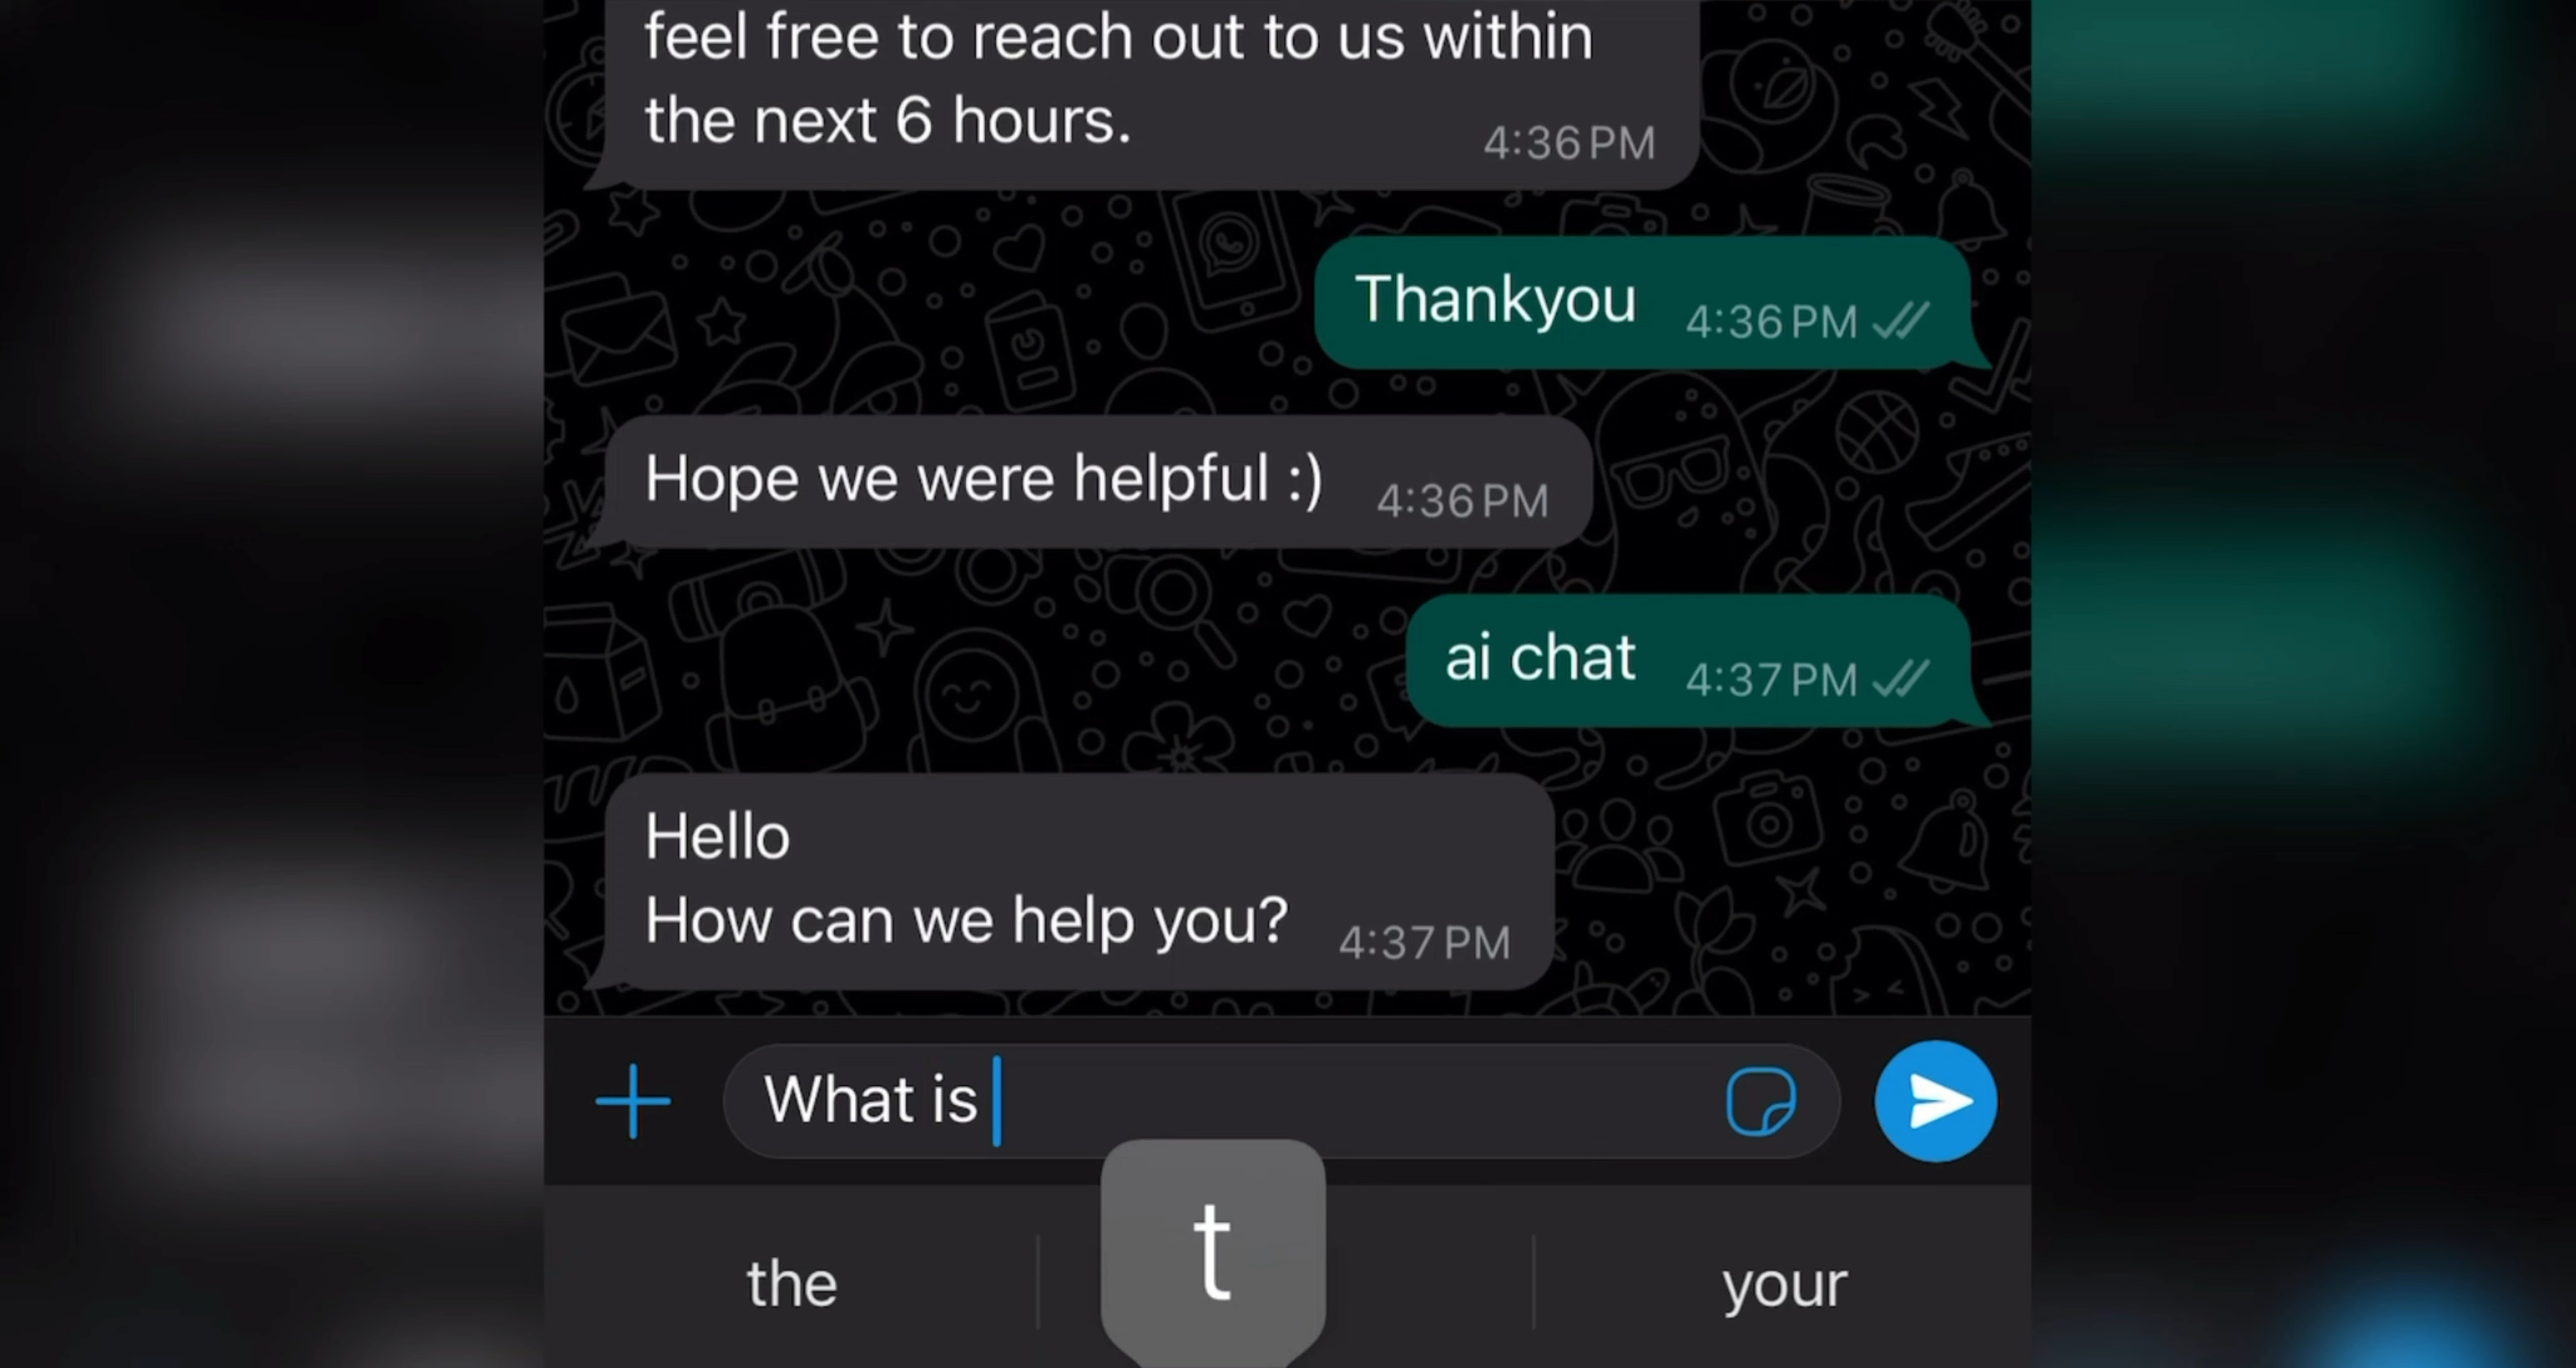 feel free to reach out to us within
the next 6 hours.
4:36 PM
Thankyou
4:36 PM
Hope we were helpful :)
4:36 PM
ai chat
4:37 PM
Hello
How can we help you?
4:37 PM
What is
the
t
your